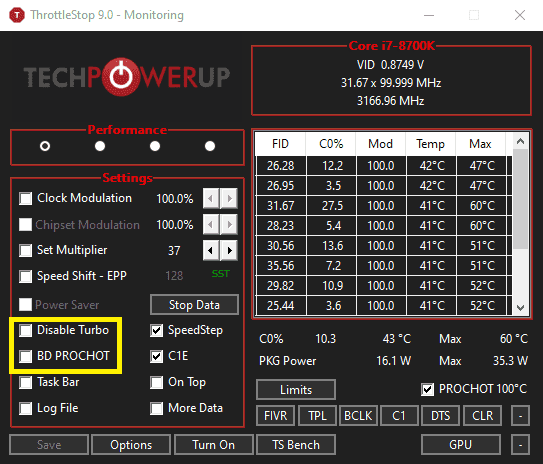 ThrottleStop 9.0 - Monitoring
TECHPOWERUP
Core i7-8700K
VID 0.8749 V
31.67 x 99.999 MHz
3166.96 MHz
Performance
FID C0% Mod Temp Max
26.28 12.2 100.0 42°C 47°C
26.95 3.5 100.0 42°C 47°C
31.67 27.5 100.0 41°C 60°C
28.23 5.4 100.0 41°C 60°C
30.56 13.6 100.0 41°C 51°C
35.56 7.2 100.0 41°C 51°C
29.82 10.9 100.0 41°C 52°C
25.44 3.6 100.0 41°C 52°C
Settings
Clock Modulation 100.0%
Chipset Modulation 100.0%
Set Multiplier 37
Speed Shift - EPP 128 SST
Power Saver Stop Data
Disable Turbo SpeedStep
BD PROCHOT C1E
Task Bar On Top
Log File More Data
C0% 10.3 43 °C Max 60 °C
PKG Power 16.1 W Max 35.3 W
Limits PROCHOT 100°C
FIVR TPL BCLK C1 DTS CLR -
Save Options Turn On TS Bench GPU -